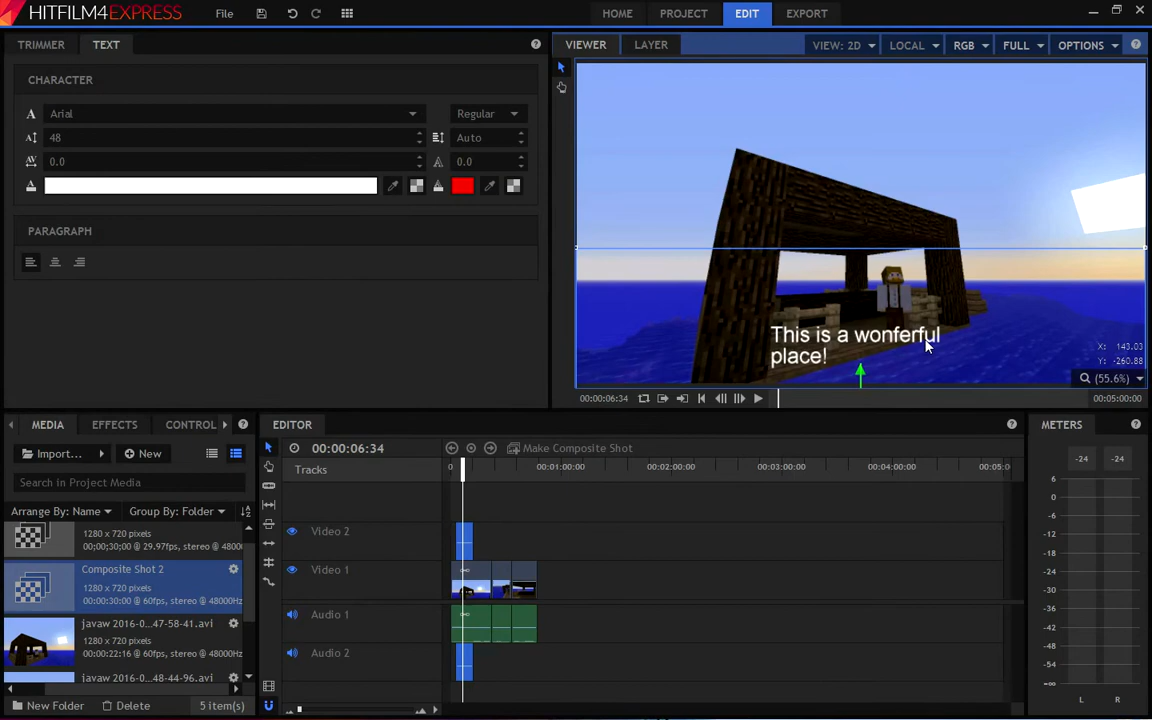 HITFILM4EXPRESS
File
HOME
PROJECT
EDIT
EXPORT
TRIMMER
TEXT
?
VIEWER
LAYER
VIEW: 2D
LOCAL
RGB
FULL
OPTIONS
?
CHARACTER
Arial
Regular
48
Auto
0.0
0.0
PARAGRAPH
This is a wonferful
place!
X: 143.03
Y: -260.88
(55.6%)
00:00:06:34
00:05:00:00
MEDIA
EFFECTS
CONTROL
?
EDITOR
?
METERS
?
Import...
New
00:00:06:34
Make Composite Shot
Search in Project Media
Tracks
0
00:01:00:00
00:02:00:00
00:03:00:00
00:04:00:00
00:05:0
Arrange By: Name
Group By: Folder
1280 x 720 pixels
00;00;30;00 @ 29.97fps, stereo @ 48000
Composite Shot 2
1280 x 720 pixels
00:00:30:00 @ 60fps, stereo @ 48000Hz
javaw 2016-0...47-58-41.avi
1280 x 720 pixels
00:00:22:16 @ 60fps, stereo @ 48000Hz
javaw 2016-0...48-44-96.avi
Video 2
Video 1
Audio 1
Audio 2
New Folder
Delete
5 item(s)
-24
-24
6
0
-6
-12
-18
-24
-30
-36
-42
-48
-54
-∞
L
R